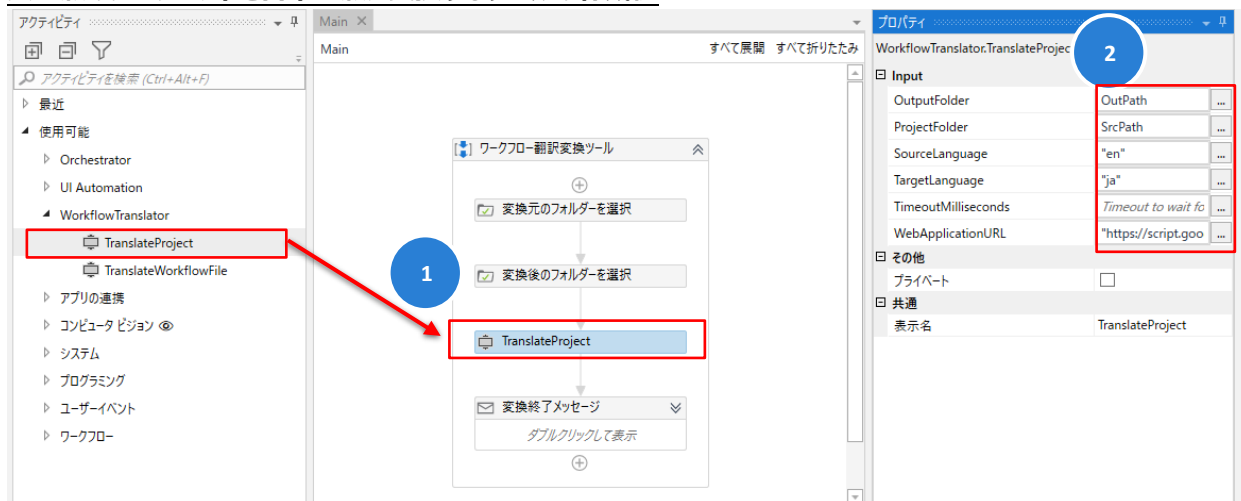 アクティビティ
アクティビティを検索 (Ctrl+Alt+F)
最近
使用可能
Orchestrator
UI Automation
WorkflowTranslator
TranslateProject
TranslateWorkflowFile
アプリの連携
コンピュータ ビジョン
システム
プログラミング
ユーザーイベント
ワークフロー
Main
Main
すべて展開 すべて折りたたみ
ワークフロー翻訳変換ツール
変換元のフォルダーを選択
変換後のフォルダーを選択
1
TranslateProject
変換終了メッセージ
ダブルクリックして表示
プロパティ
WorkflowTranslator.TranslateProjec
2
Input
OutputFolder OutPath ...
ProjectFolder SrcPath ...
SourceLanguage "en" ...
TargetLanguage "ja" ...
TimeoutMilliseconds Timeout to wait fo ...
WebApplicationURL "https://script.goo ...
その他
プライベート
共通
表示名 TranslateProject